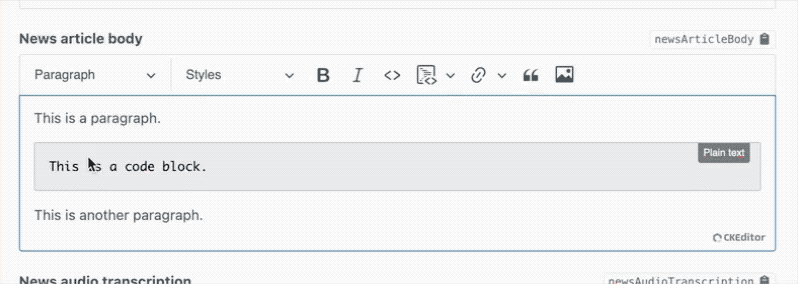 News article body newsArticleBody
Paragraph Styles B I <>
This is a paragraph.
Plain text
This is a code block.
This is another paragraph.
CKEditor
News audio transcription newsAudioTranscription